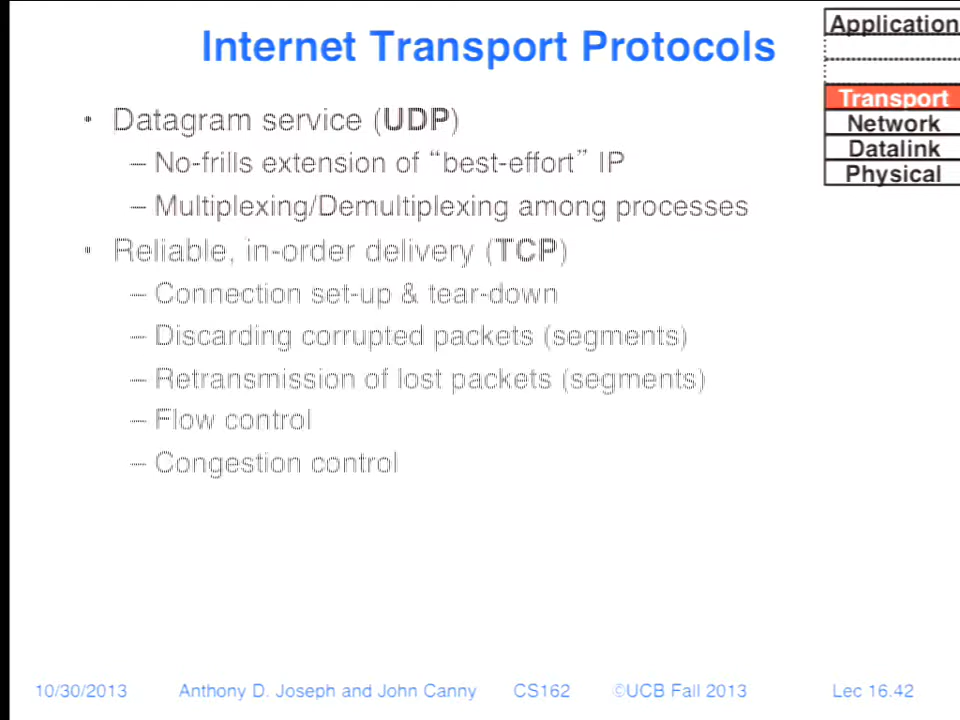 Internet Transport Protocols
Application
Transport
Network
Datalink
Physical
• Datagram service (UDP)
– No-frills extension of “best-effort” IP
– Multiplexing/Demultiplexing among processes
• Reliable, in-order delivery (TCP)
– Connection set-up & tear-down
– Discarding corrupted packets (segments)
– Retransmission of lost packets (segments)
– Flow control
– Congestion control
10/30/2013 Anthony D. Joseph and John Canny CS162 ©UCB Fall 2013 Lec 16.42